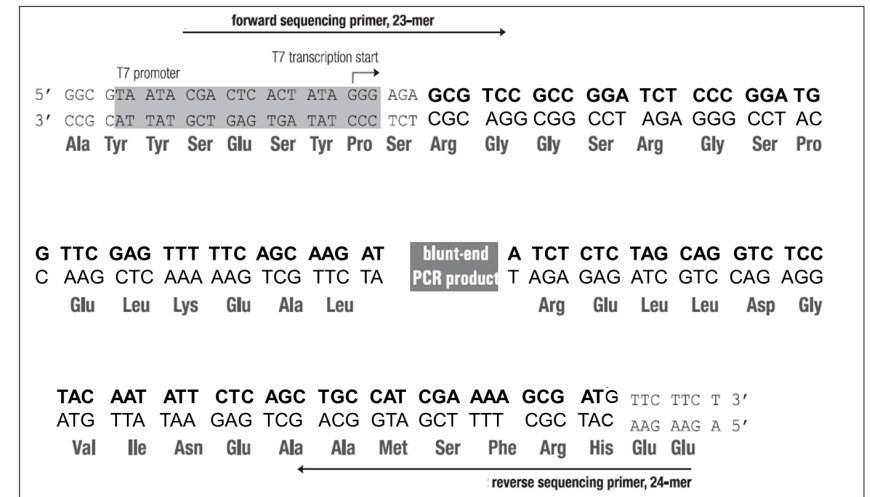 forward sequencing primer, 23-mer
T7 transcription start
T7 promoter
5′ GGC GTA ATA CGA CTC ACT ATA GGG AGA GCG TCC GCC GGA TCT CCC GGA TG
3′ CCG CATT TAT GCT GAG TGA TAT CCC TCT CGC AGG CGG CCT AGA GGG CCT AC
Ala Tyr Tyr Ser Glu Ser Tyr Pro Ser Arg Gly Gly Ser Arg Gly Ser Pro
G TTC GAG TTT TTC AGC AAG AT blunt-end A TCT CTC TAG CAG GTC TCC
C AAG CTC AAA AAG TCG TTC TA PCR product T AGA GAG ATC GTC CAG AGG
Glu Leu Lys Glu Ala Leu Arg Glu Leu Leu Asp Gly
TAC AAT ATT CTC AGC TGC CAT CGA AAA GCG ATG TTC TTC T 3′
ATG TTA TAA GAG TCG ACG GTA GCT TTT CGC TAC AAG AAG A 5′
Val Ile Asn Glu Ala Ala Met Ser Phe Arg His Glu Glu
reverse sequencing primer, 24-mer